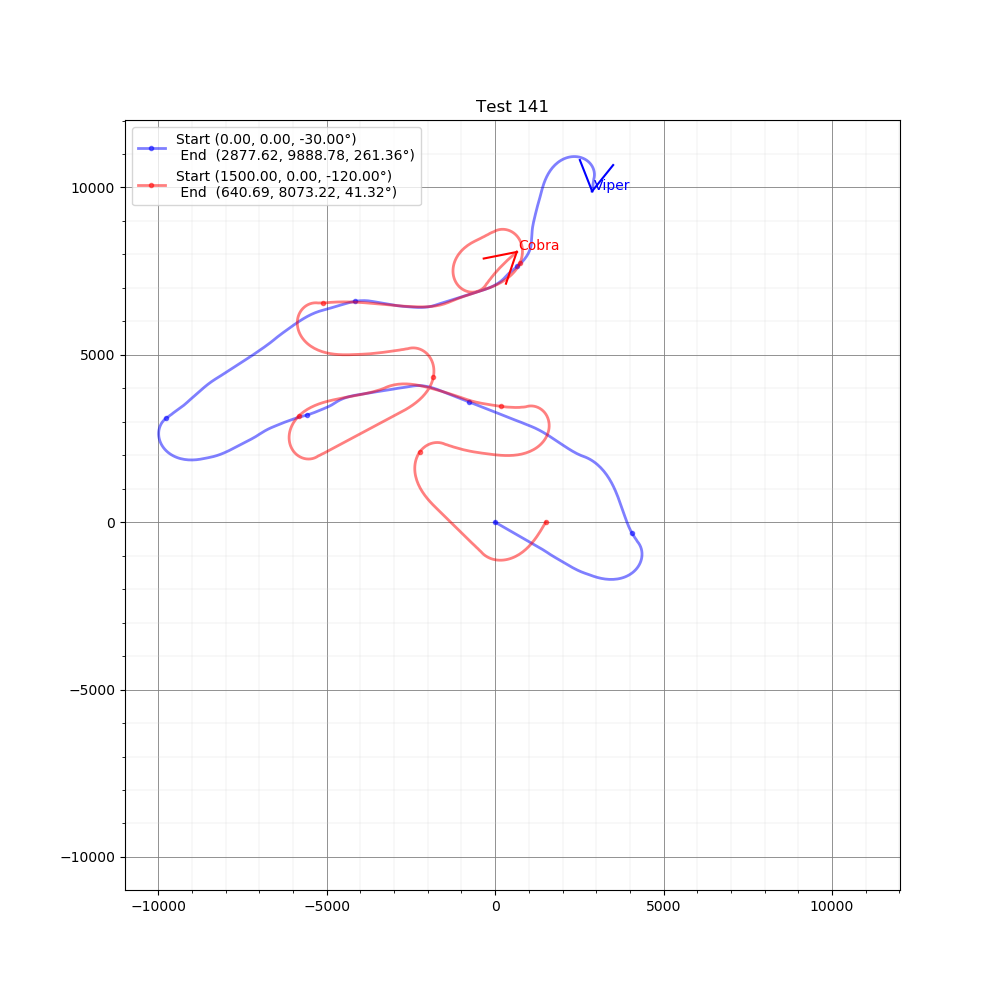 Test 141
Start (0.00, 0.00, -30.00°)
End (2877.62, 9888.78, 261.36°)
Start (1500.00, 0.00, -120.00°)
End (640.69, 8073.22, 41.32°)
Viper
Cobra
10000
5000
0
−5000
−10000
−10000 −5000 0 5000 10000